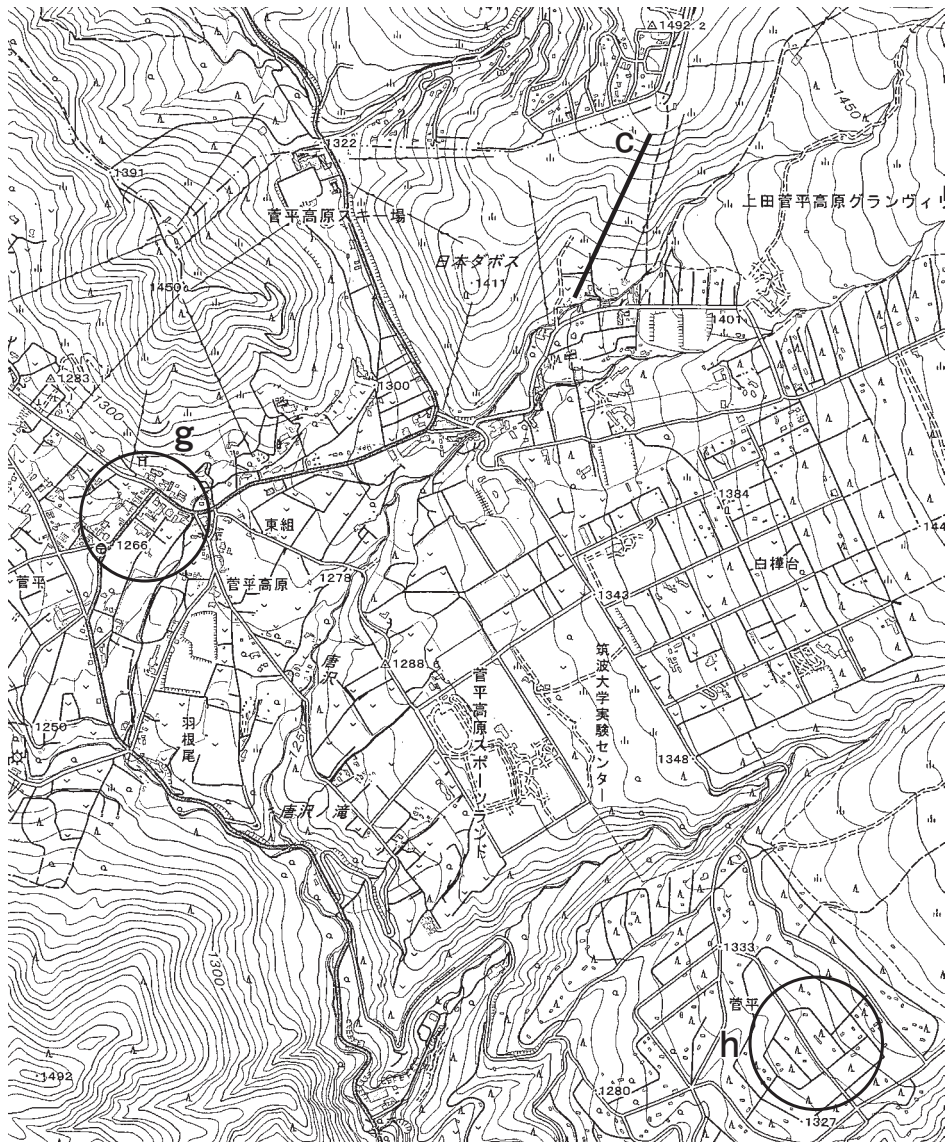 △1492.2
1322
C
1450
1391
菅平高原スキー場
上田菅平高原グランヴィリ
日本ダボス
・1411
1450
1401
△1283.1
1300
1300
g
1384
東組
・1266
144
菅平
菅平高原
1278
白樺台
1343
唐沢
△1288.6
筑波大学実験センター
菅平高原スポーツランド
羽根尾
1250
125
1348
唐沢ノ滝
1333
1300
菅平
h
・1492
・1280
・1327